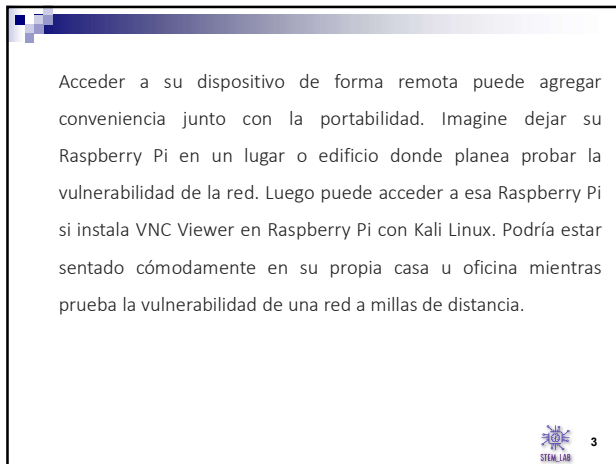 Acceder a su dispositivo de forma remota puede agregar
conveniencia junto con la portabilidad. Imagine dejar su
Raspberry Pi en un lugar o edificio donde planea probar la
vulnerabilidad de la red. Luego puede acceder a esa Raspberry Pi
si instala VNC Viewer en Raspberry Pi con Kali Linux. Podría estar
sentado cómodamente en su propia casa u oficina mientras
prueba la vulnerabilidad de una red a millas de distancia.
STEM_LAB
3